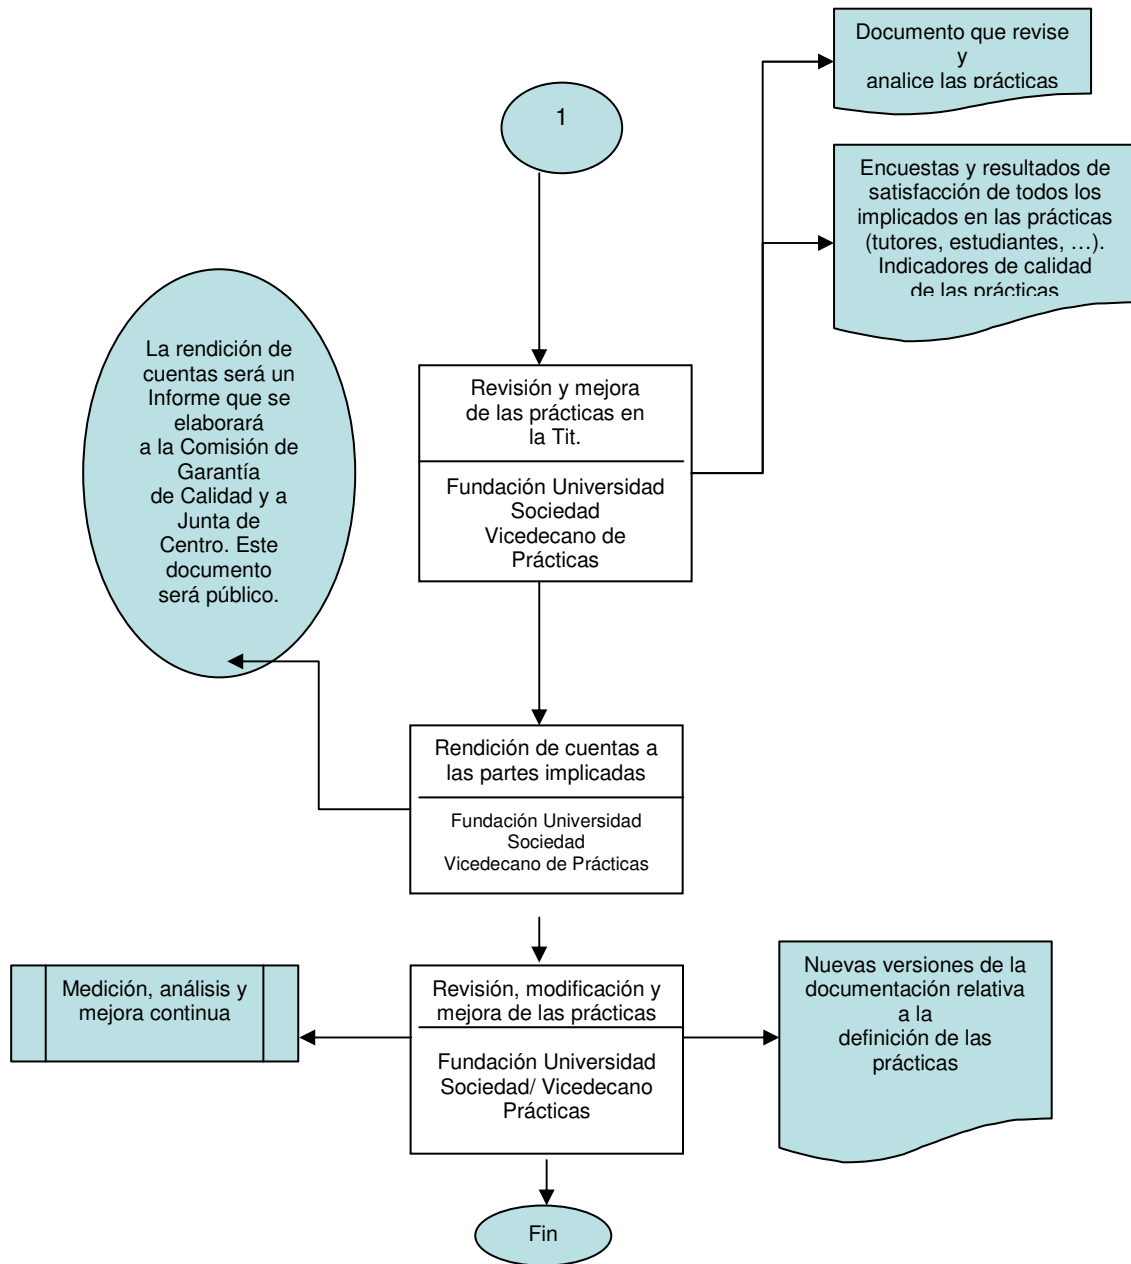 Documento que revise
y
analice las prácticas
1
Encuestas y resultados de
satisfacción de todos los
implicados en las prácticas
(tutores, estudiantes, …).
Indicadores de calidad
de las prácticas
La rendición de
cuentas será un
Informe que se
elaborará
a la Comisión de
Garantía
de Calidad y a
Junta de
Centro. Este
documento
será público.
Revisión y mejora
de las prácticas en
la Tit.
Fundación Universidad
Sociedad
Vicedecano de
Prácticas
Rendición de cuentas a
las partes implicadas
Fundación Universidad
Sociedad
Vicedecano de Prácticas
Medición, análisis y
mejora continua
Revisión, modificación y
mejora de las prácticas
Fundación Universidad
Sociedad/ Vicedecano
Prácticas
Nuevas versiones de la
documentación relativa
a la
definición de las
prácticas
Fin